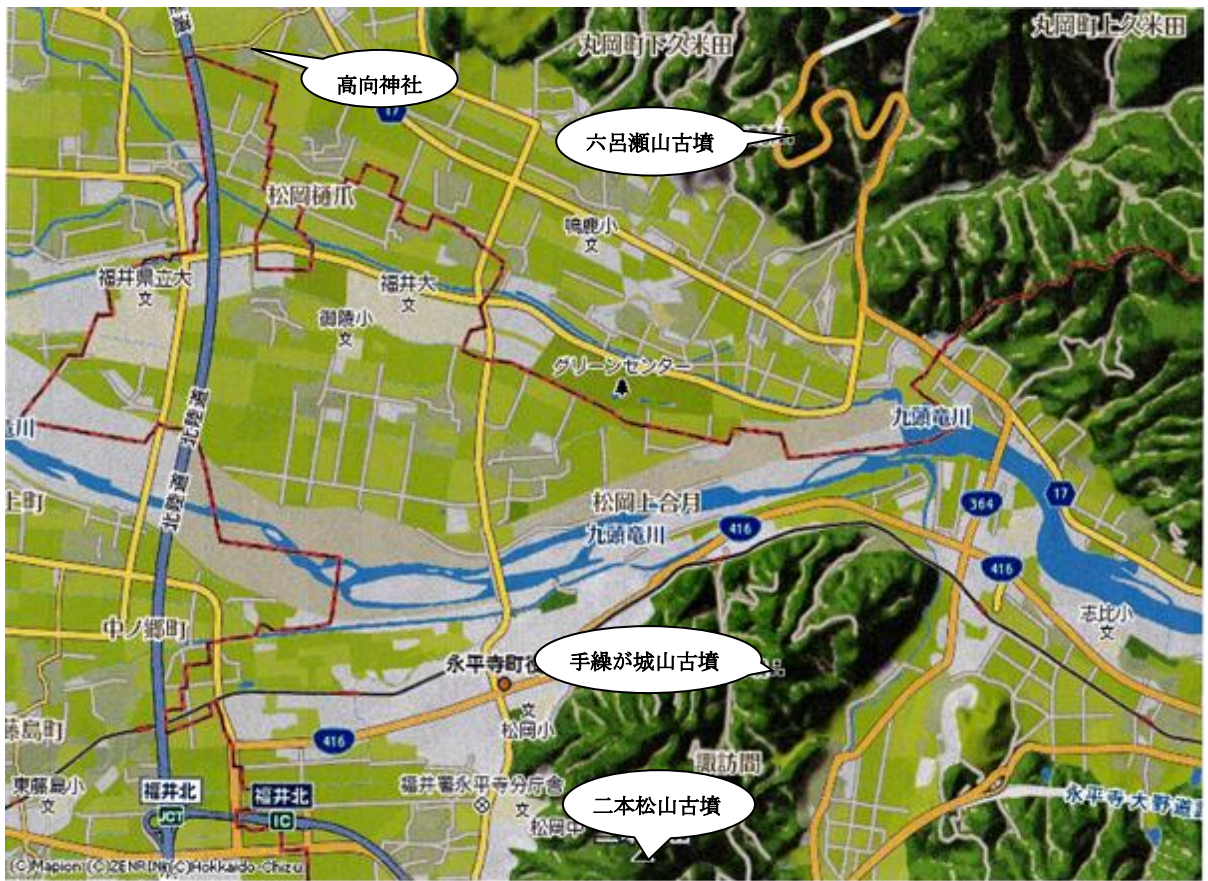 丸岡町下久米田
丸岡町上久米田
高向神社
17
六呂瀬山古墳
松岡樋爪
鳴鹿小
文
福井県立大
文
福井大
文
御陵小
文
グリーンセンター
竜川
九頭竜川
北陸道
北陸道
上町
松岡上合月
九頭竜川
416
364
17
416
志比小
文
中ノ郷町
手繰が城山古墳
永平寺町役
文
松岡小
藤島町
416
諏訪間
東藤島小
文
福井北
JCT
福井北
IC
福井署永平寺分庁舎
文
松岡中
二本松山古墳
永平寺大野道路
(C)Mapion (C)ZENRIN (C)Hokkaido-Chizu